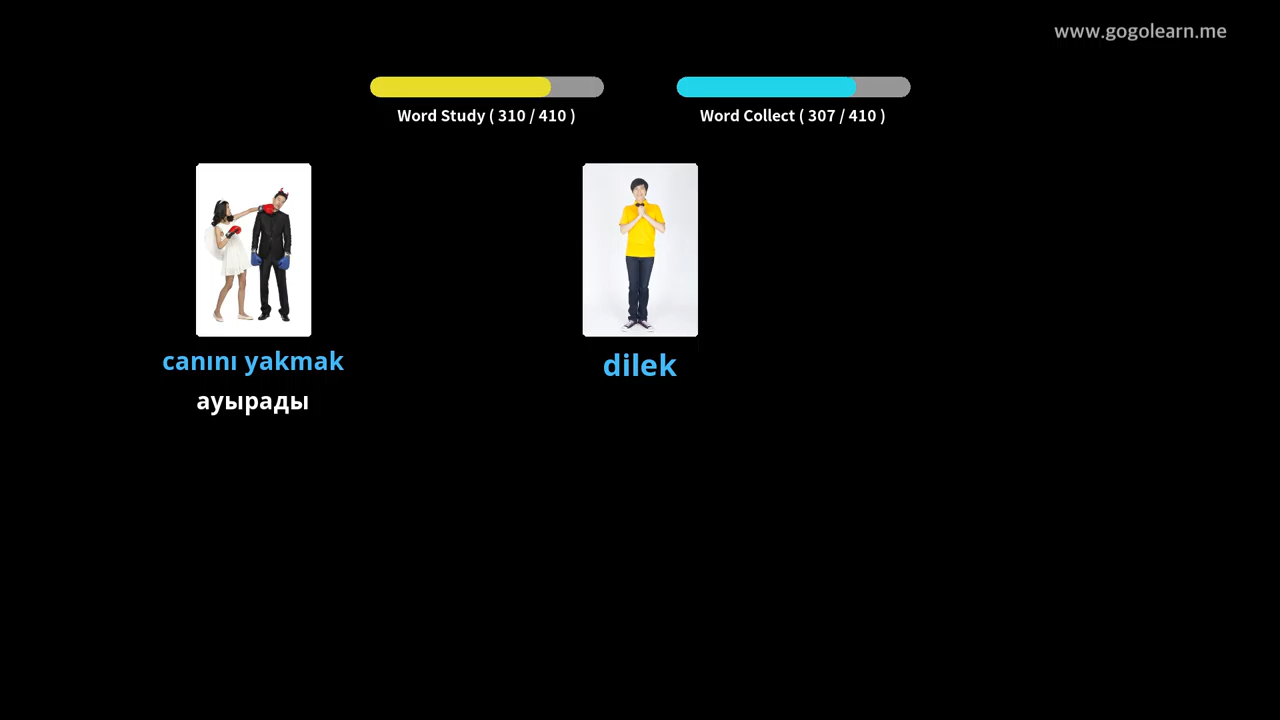 www.gogolearn.me
Word Study ( 310 / 410 )
Word Collect ( 307 / 410 )
canını yakmak
ауырады
dilek